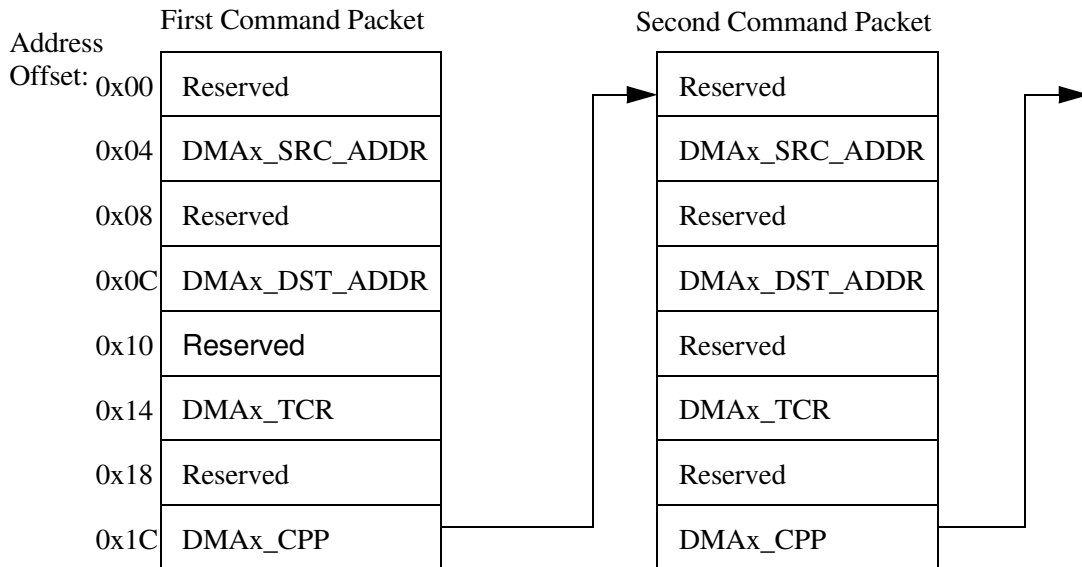 First Command Packet
Second Command Packet
Address
Offset:
0x00 Reserved Reserved
0x04 DMAx_SRC_ADDR DMAx_SRC_ADDR
0x08 Reserved Reserved
0x0C DMAx_DST_ADDR DMAx_DST_ADDR
0x10 Reserved Reserved
0x14 DMAx_TCR DMAx_TCR
0x18 Reserved Reserved
0x1C DMAx_CPP DMAx_CPP